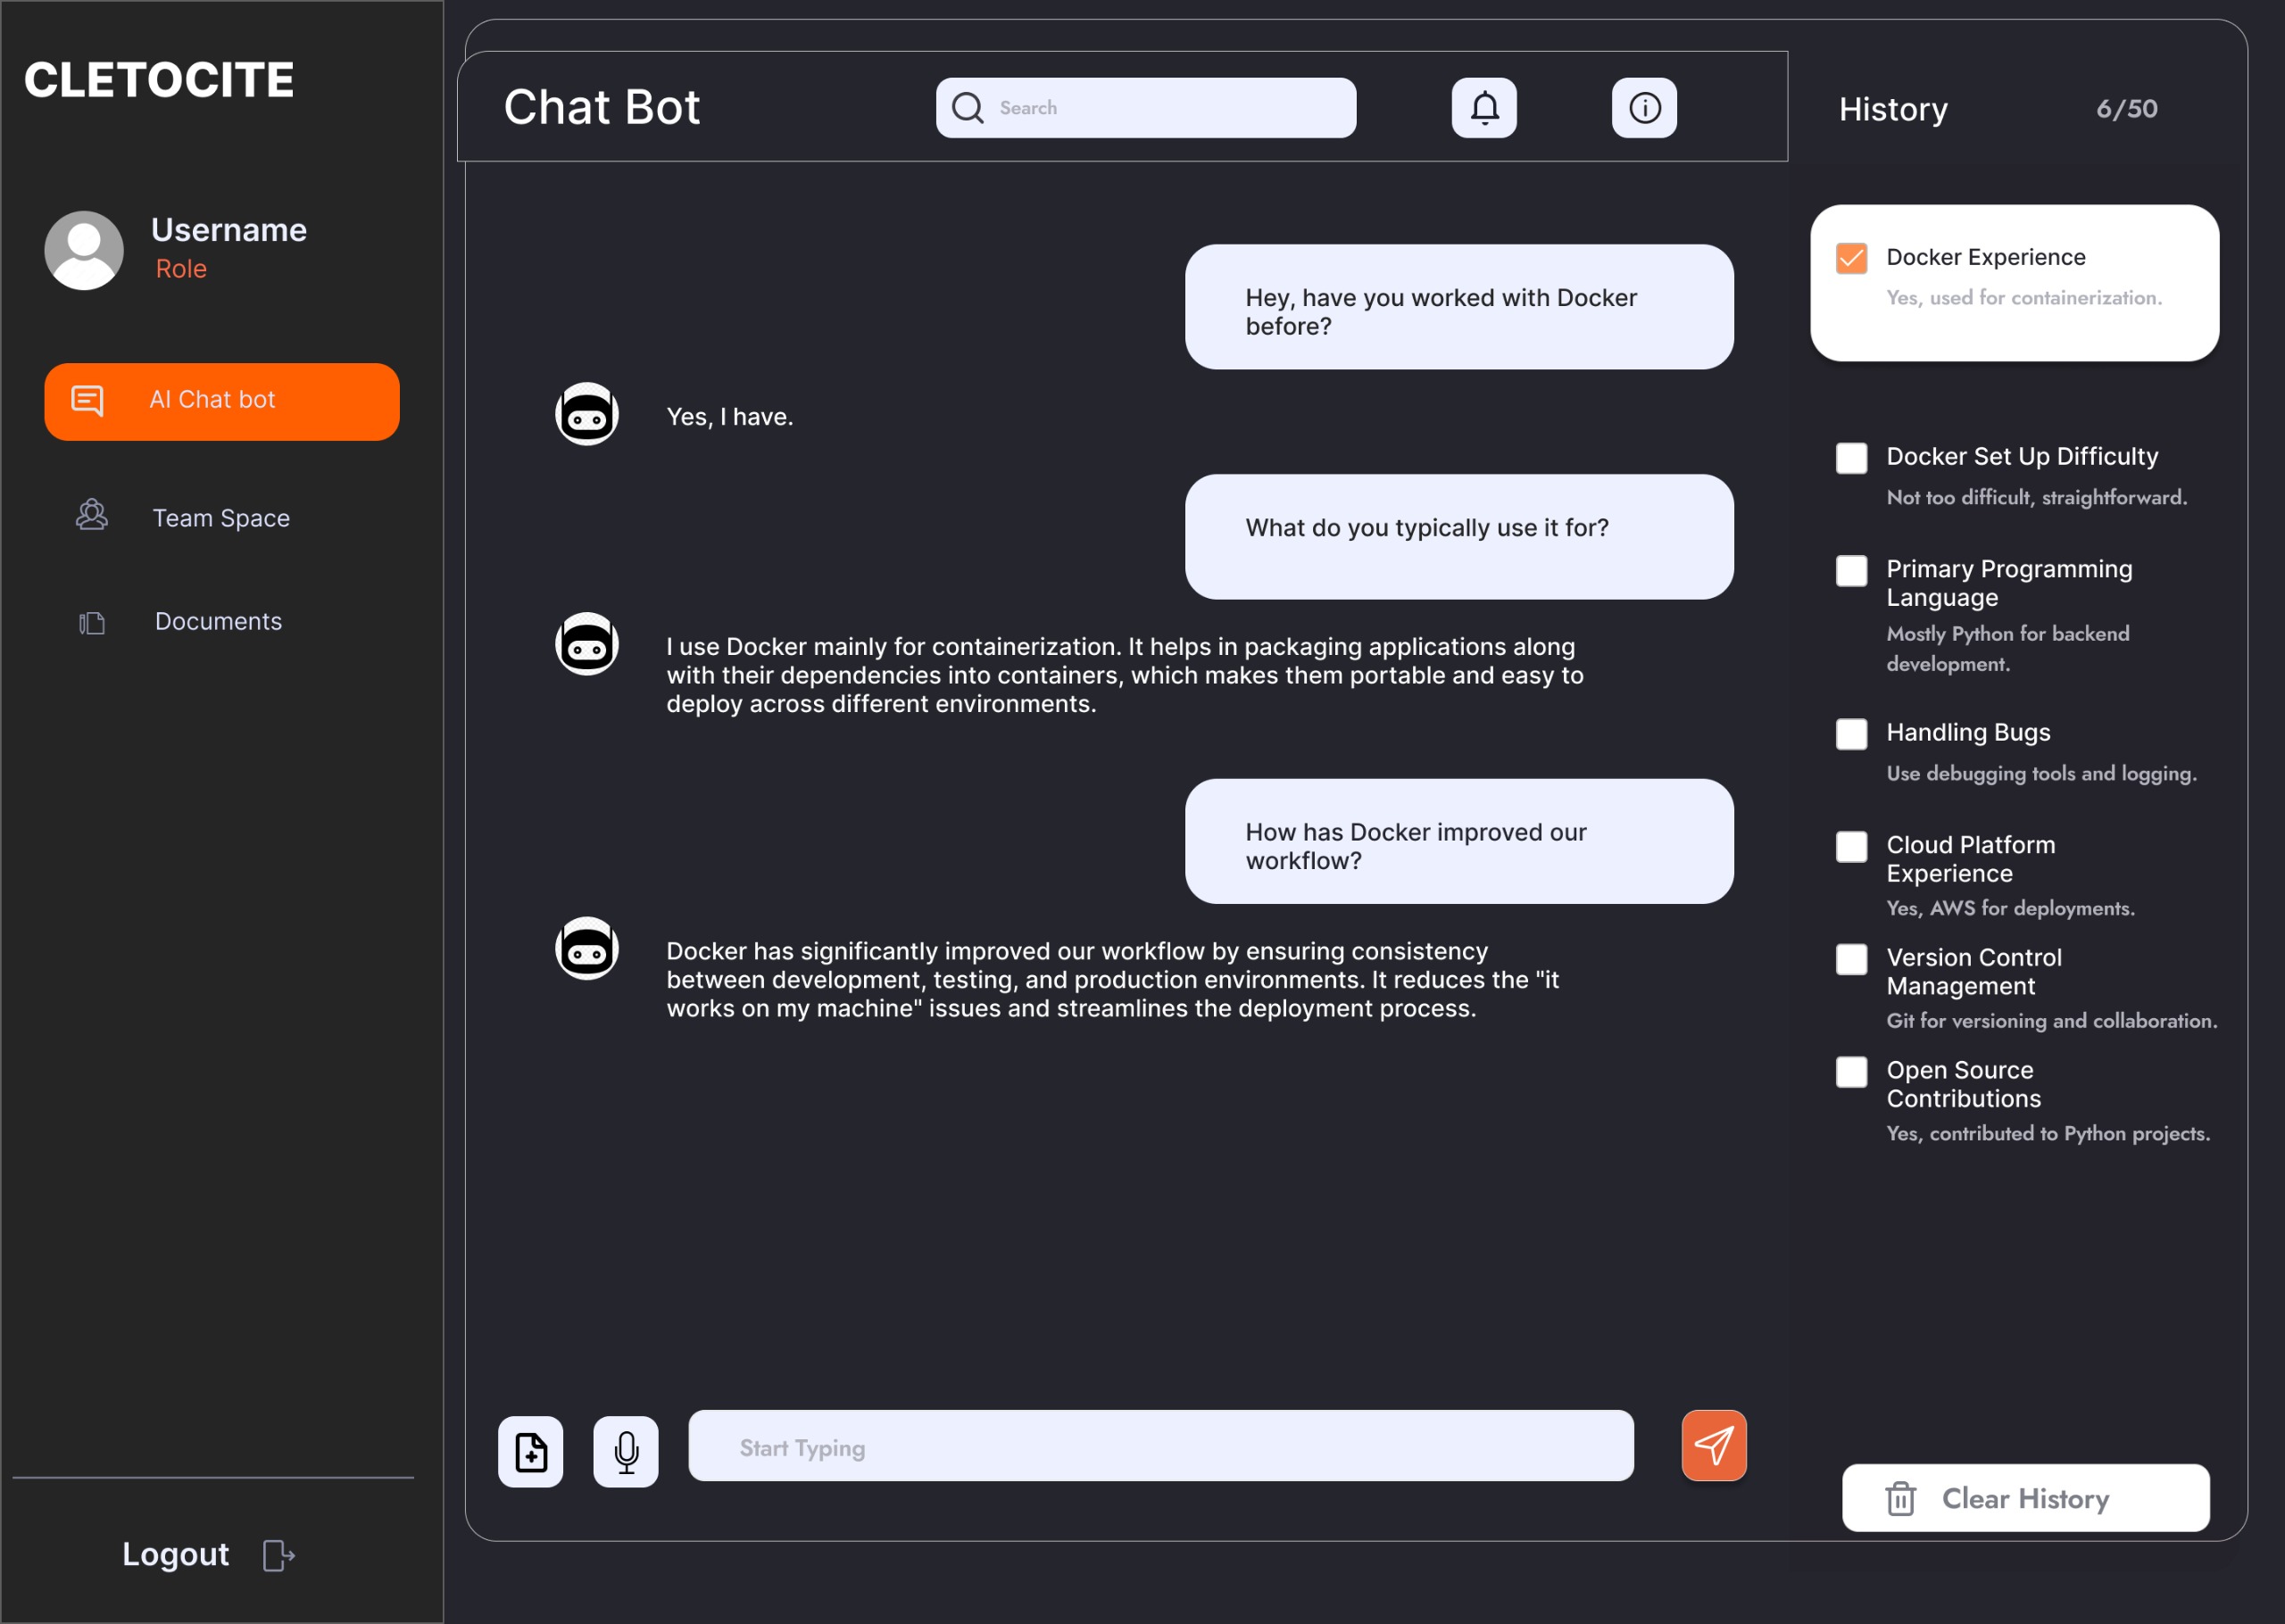 CLETOCITE
Username
Role
AI Chat bot
Team Space
Documents
Logout
Chat Bot
Search
Hey, have you worked with Docker
before?
Yes, I have.
What do you typically use it for?
I use Docker mainly for containerization. It helps in packaging applications along
with their dependencies into containers, which makes them portable and easy to
deploy across different environments.
How has Docker improved our
workflow?
Docker has significantly improved our workflow by ensuring consistency
between development, testing, and production environments. It reduces the "it
works on my machine" issues and streamlines the deployment process.
Start Typing
History
6/50
Docker Experience
Yes, used for containerization.
Docker Set Up Difficulty
Not too difficult, straightforward.
Primary Programming
Language
Mostly Python for backend
development.
Handling Bugs
Use debugging tools and logging.
Cloud Platform
Experience
Yes, AWS for deployments.
Version Control
Management
Git for versioning and collaboration.
Open Source
Contributions
Yes, contributed to Python projects.
Clear History